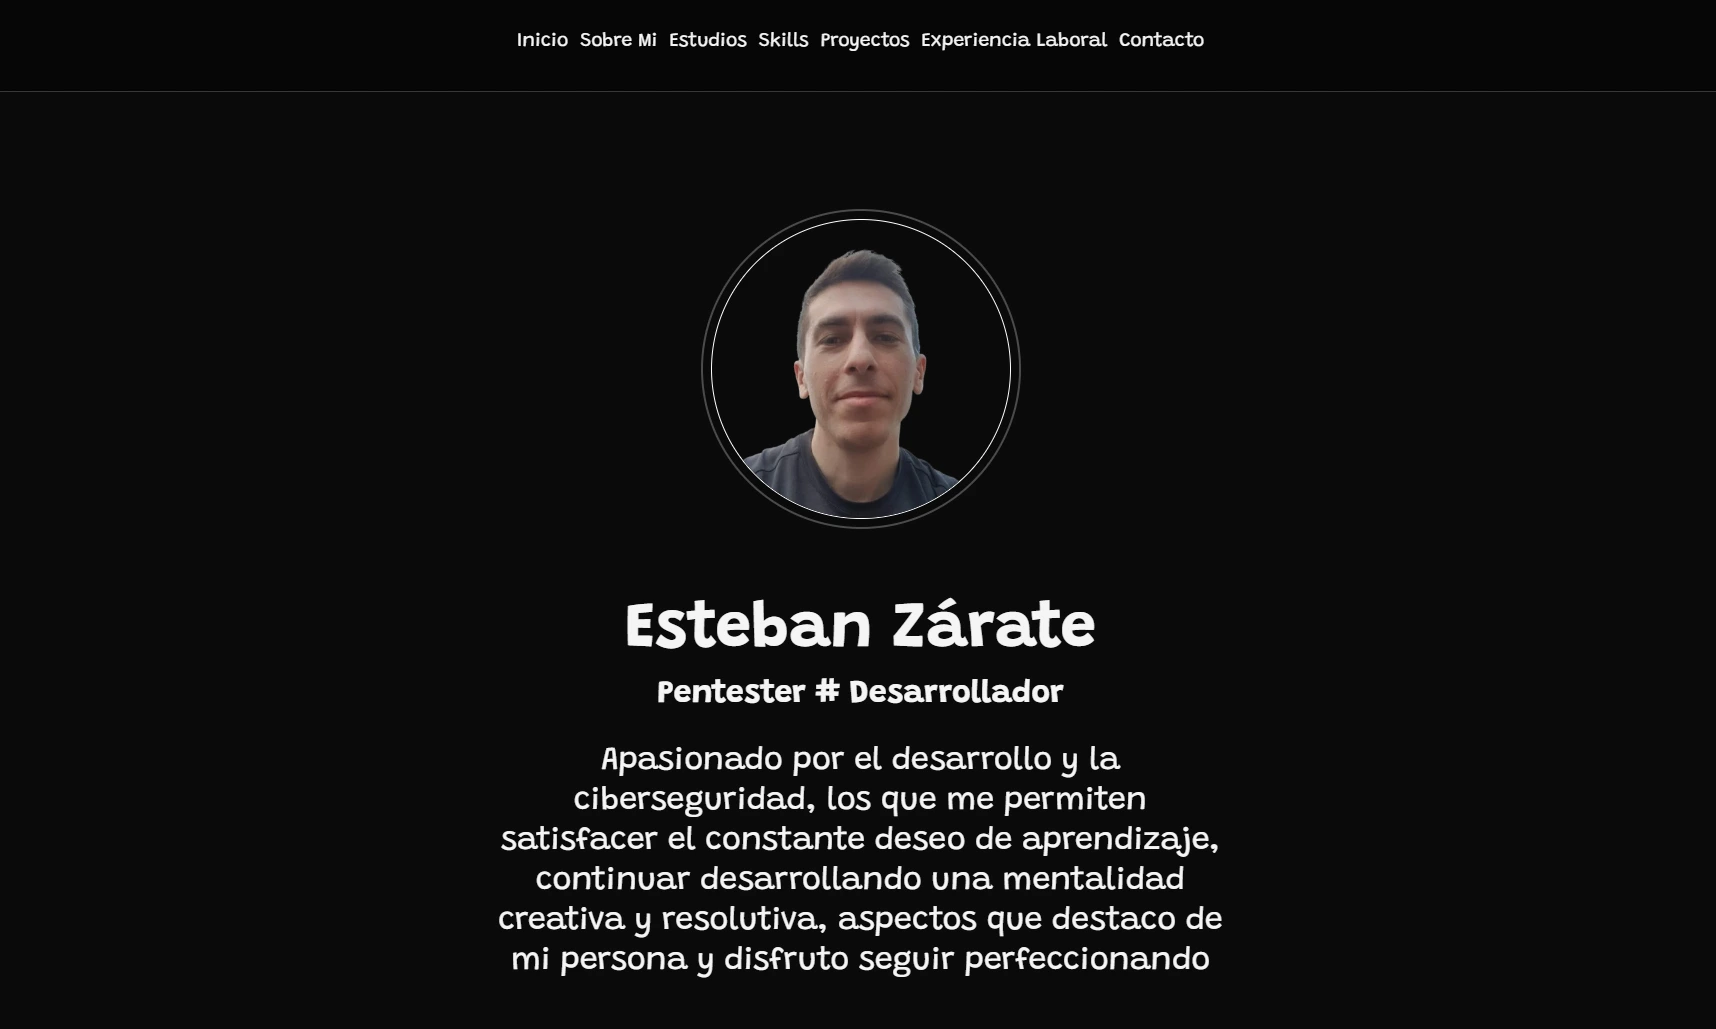 Inicio Sobre Mi Estudios Skills Proyectos Experiencia Laboral Contacto
Esteban Zárate
Pentester # Desarrollador
Apasionado por el desarrollo y la
ciberseguridad, los que me permiten
satisfacer el constante deseo de aprendizaje,
continuar desarrollando una mentalidad
creativa y resolutiva, aspectos que destaco de
mi persona y disfruto seguir perfeccionando